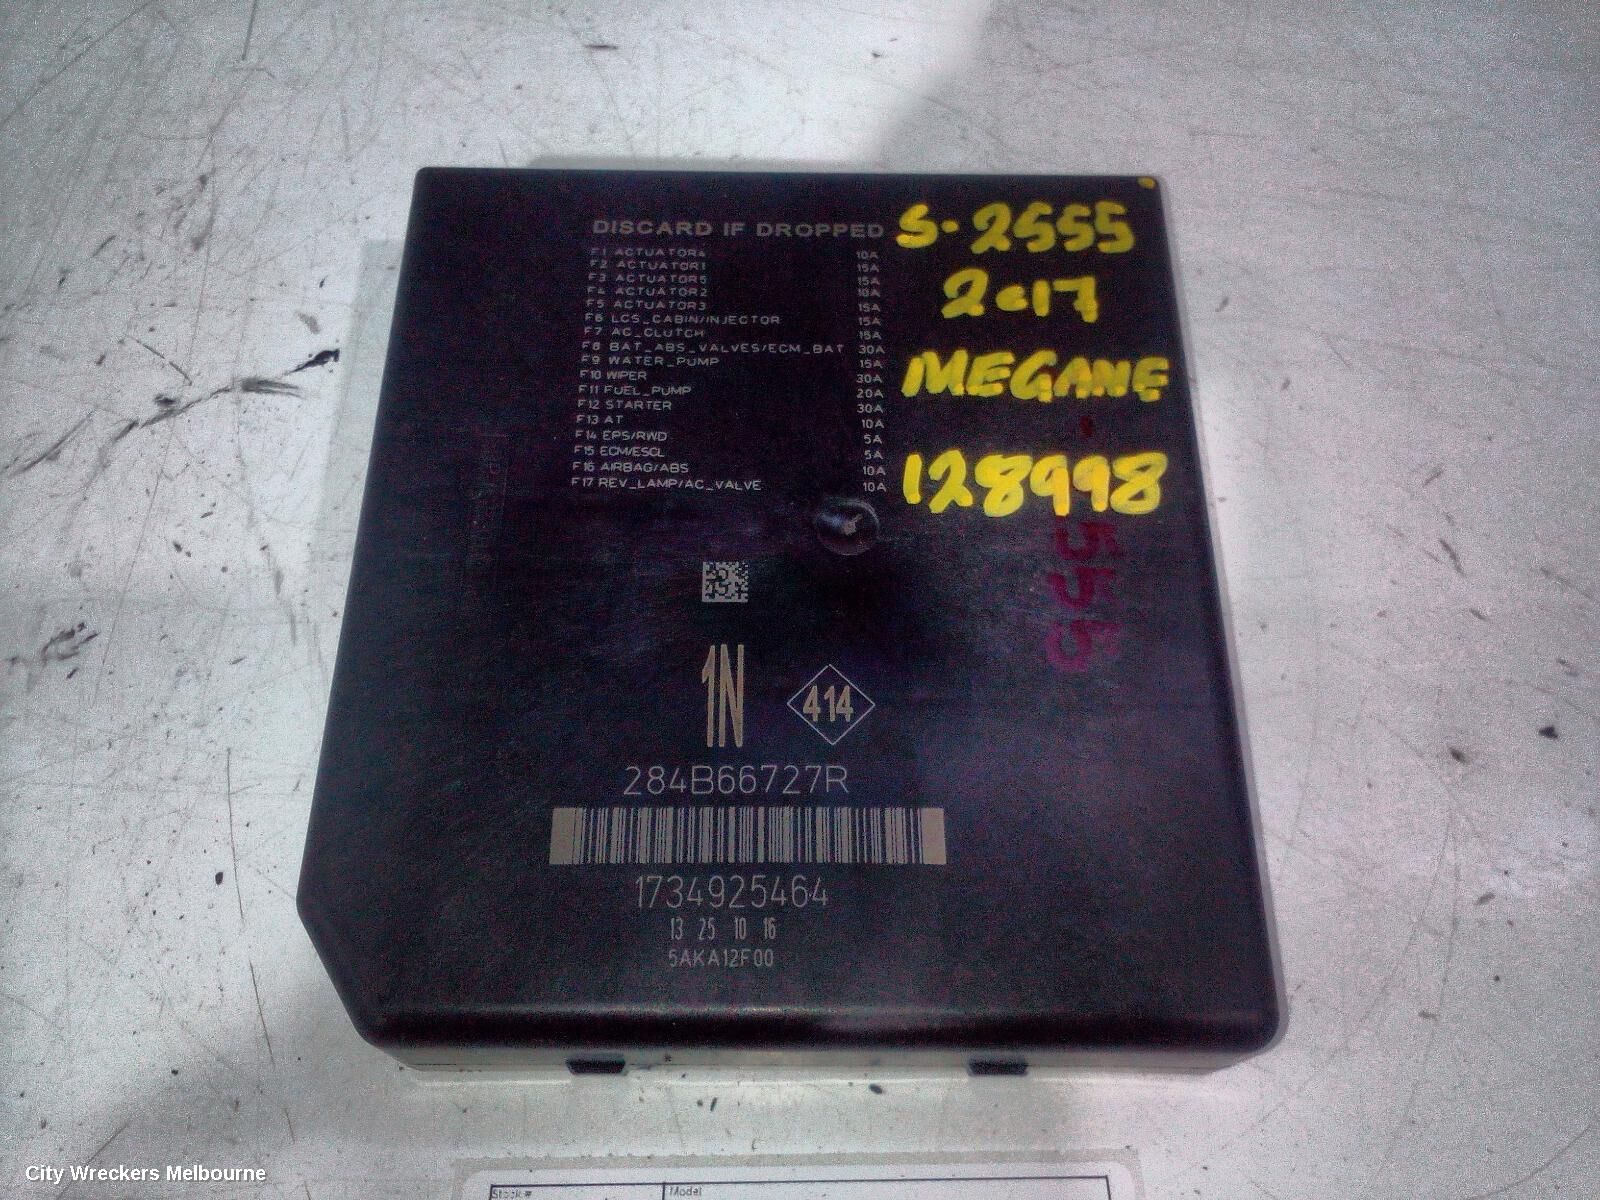 DISCARD IF DROPPED
F1 ACTUATOR4 10A
F2 ACTUATOR1 15A
F3 ACTUATOR5 15A
F4 ACTUATOR2 10A
F5 ACTUATOR3 15A
F6 LCS_CABIN/INJECTOR 15A
F7 AC_CLUTCH 15A
F8 BAT_ABS_VALVES/ECM_BAT 30A
F9 WATER_PUMP 15A
F10 WIPER 30A
F11 FUEL_PUMP 20A
F12 STARTER 30A
F13 AT 10A
F14 EPS/RWD 5A
F15 ECM/ESCL 5A
F16 AIRBAG/ABS 10A
F17 REV_LAMP/AC_VALVE 10A
S-2555
2017
MEGANE
128998
555
1N
414
284B66727R
1734925464
13 25 10 16
5AKA12F00
City Wreckers Melbourne
Stock # Model